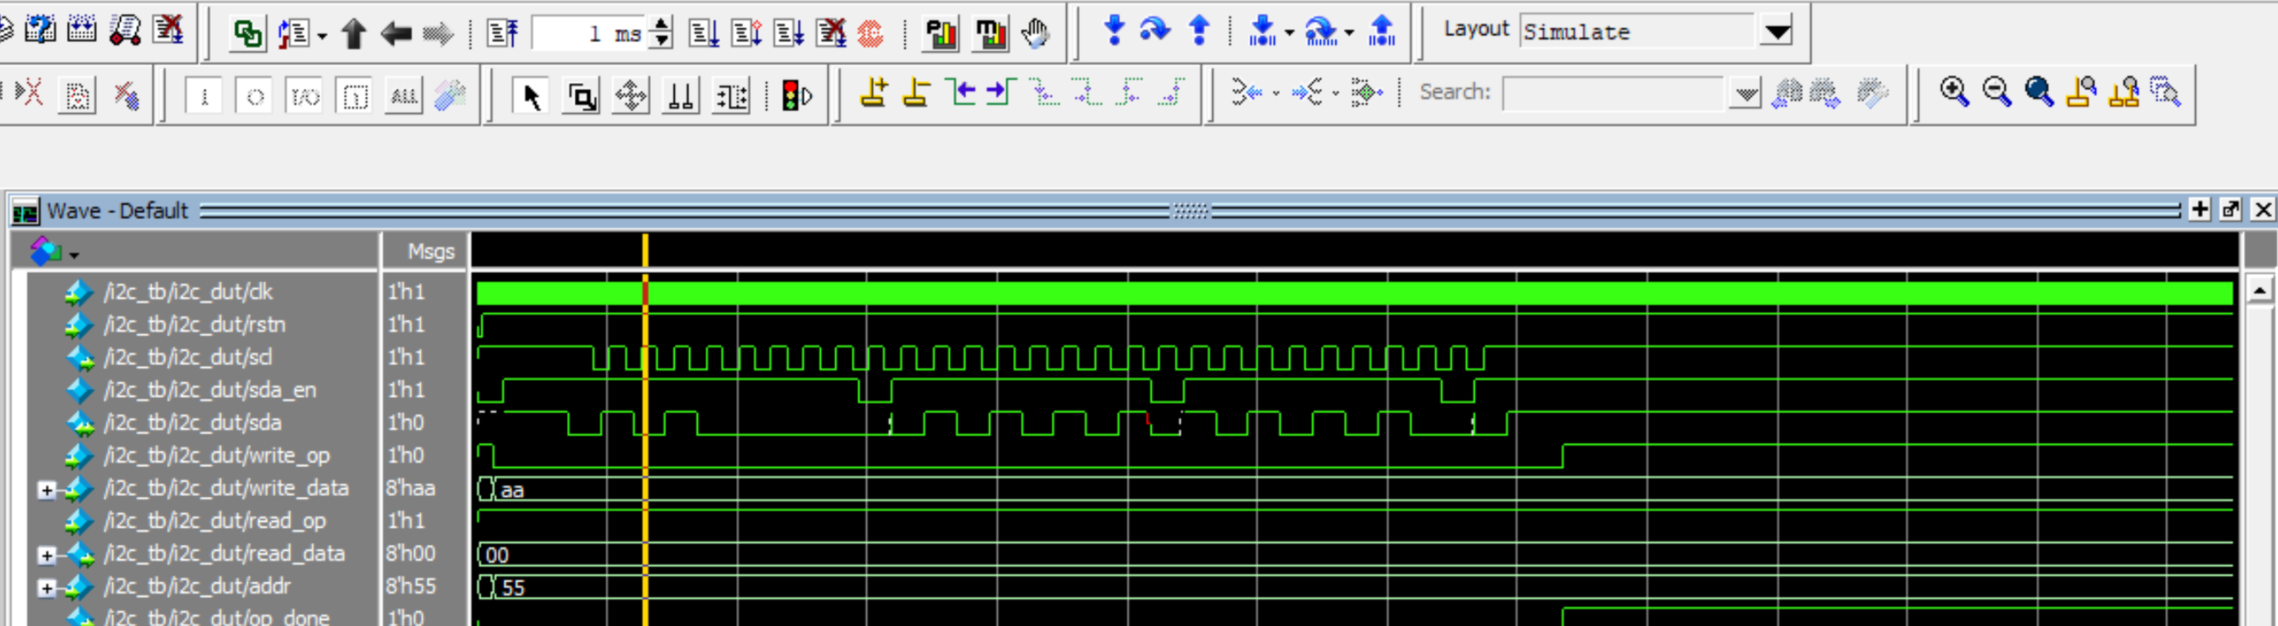 1 ms
Layout Simulate
1 O I/O ALL Search:
Wave - Default
Msgs
/i2c_tb/i2c_dut/clk 1'h1
/i2c_tb/i2c_dut/rstn 1'h1
/i2c_tb/i2c_dut/scl 1'h1
/i2c_tb/i2c_dut/sda_en 1'h1
/i2c_tb/i2c_dut/sda 1'h0
/i2c_tb/i2c_dut/write_op 1'h0
/i2c_tb/i2c_dut/write_data 8'haa aa
/i2c_tb/i2c_dut/read_op 1'h1
/i2c_tb/i2c_dut/read_data 8'h00 00
/i2c_tb/i2c_dut/addr 8'h55 55
/i2c_tb/i2c_dut/op_done 1'h0